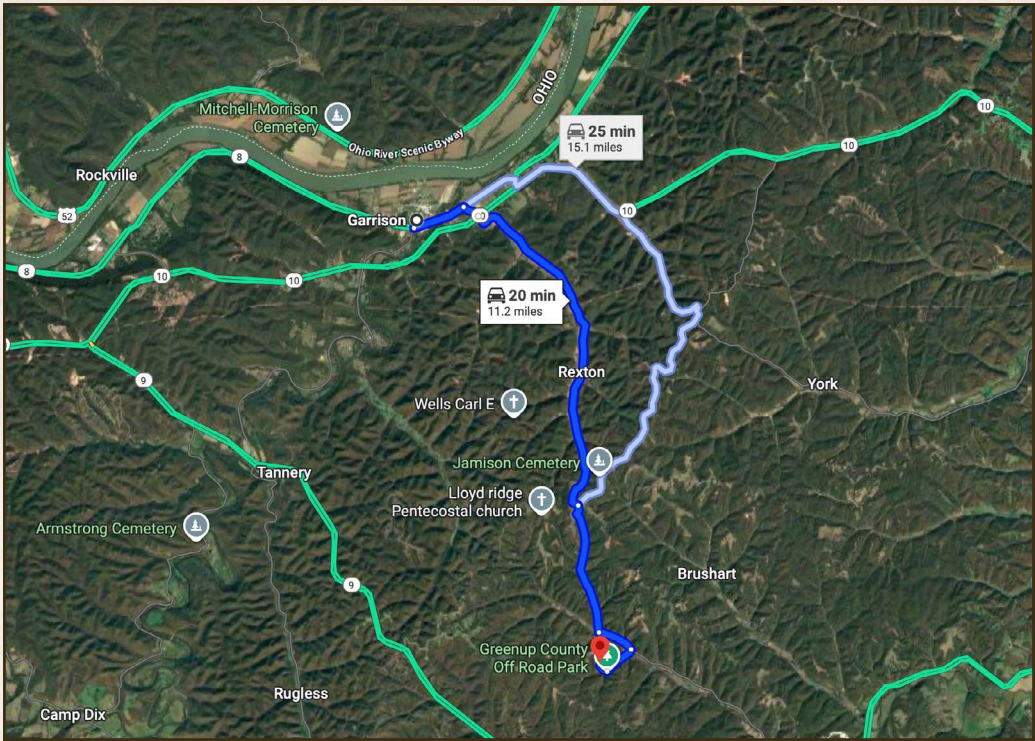 OHIO
10
Mitchell-Morrison
Cemetery
25 min
15.1 miles
Ohio River Scenic Byway
10
8
Rockville
52
10
Garrison
8
10
10
20 min
11.2 miles
Rexton
9
York
Wells Carl E
Jamison Cemetery
Tannery
Lloyd ridge
Pentecostal church
Armstrong Cemetery
Brushart
9
Greenup County
Off Road Park
Rugless
Camp Dix